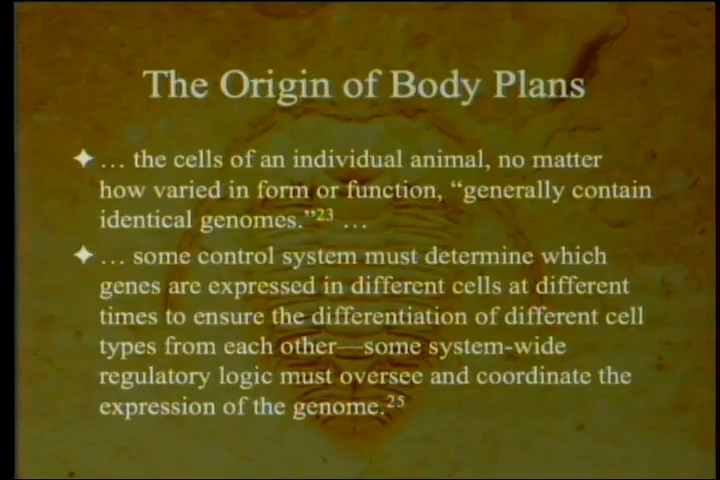 The Origin of Body Plans
✦ … the cells of an individual animal, no matter
how varied in form or function, “generally contain
identical genomes.”23 …
✦ … some control system must determine which
genes are expressed in different cells at different
times to ensure the differentiation of different cell
types from each other—some system-wide
regulatory logic must oversee and coordinate the
expression of the genome.25